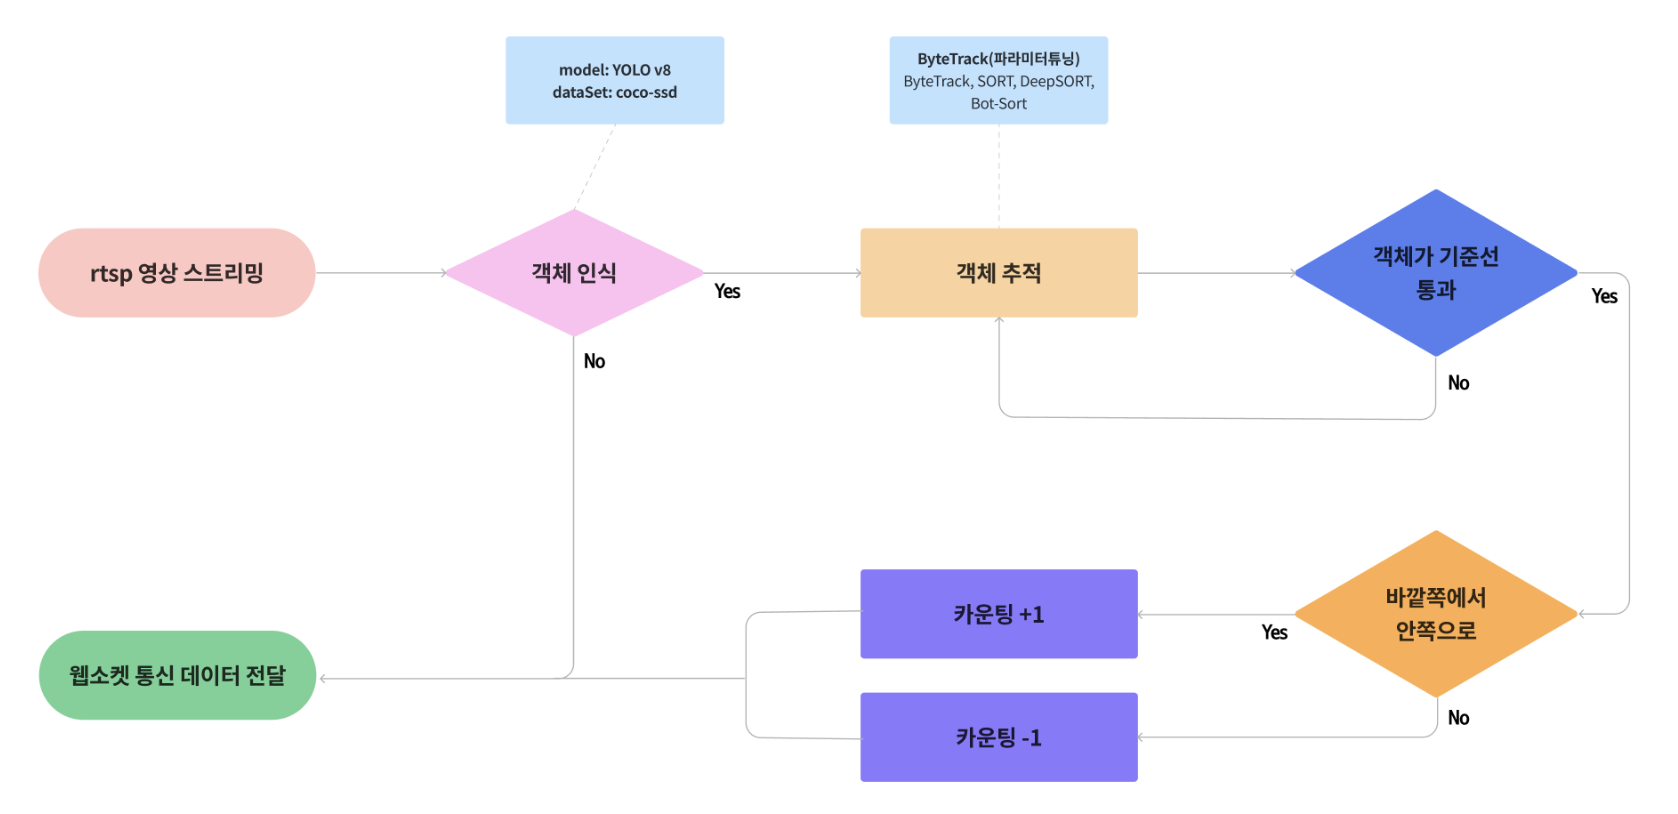 model: YOLO v8
dataSet: coco-ssd
ByteTrack(파라미터튜닝)
ByteTrack, SORT, DeepSORT,
Bot-Sort
rtsp 영상 스트리밍
객체 인식
Yes
No
객체 추적
객체가 기준선
통과
Yes
No
바깥쪽에서
안쪽으로
Yes
No
카운팅 +1
카운팅 -1
웹소켓 통신 데이터 전달